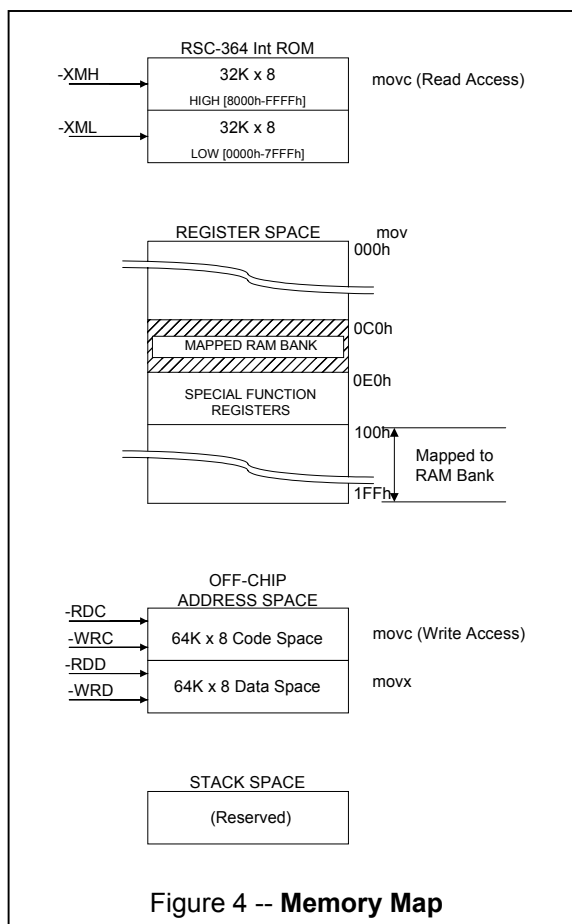 RSC-364 Int ROM
-XMH
32K x 8
movc (Read Access)
HIGH [8000h-FFFFh]
-XML
32K x 8
LOW [0000h-7FFFh]
REGISTER SPACE
mov
000h
0C0h
MAPPED RAM BANK
0E0h
SPECIAL FUNCTION
REGISTERS
100h
Mapped to
RAM Bank
1FFh
OFF-CHIP
ADDRESS SPACE
-RDC
-WRC
64K x 8 Code Space
movc (Write Access)
-RDD
64K x 8 Data Space
movx
-WRD
STACK SPACE
(Reserved)
Figure 4 -- Memory Map